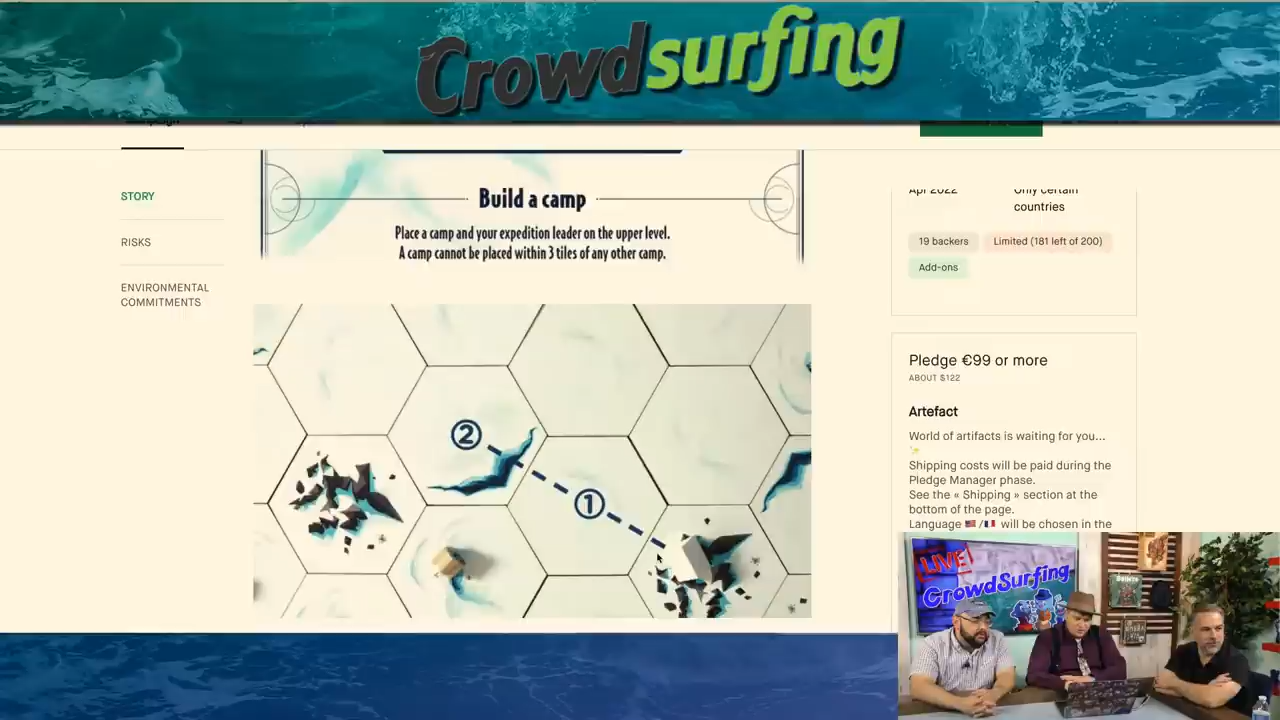 Crowdsurfing
STORY
RISKS
ENVIRONMENTAL
COMMITMENTS
Build a camp
Place a camp and your expedition leader on the upper level.
A camp cannot be placed within 3 tiles of any other camp.
②
①
Apr 2022
Only certain
countries
19 backers
Limited (181 left of 200)
Add-ons
Pledge €99 or more
ABOUT $122
Artefact
World of artifacts is waiting for you...
Shipping costs will be paid during the
Pledge Manager phase.
See the « Shipping » section at the
bottom of the page.
Language 🇺🇸 /🇫🇷 will be chosen in the
LIVE
CrowdSurfing